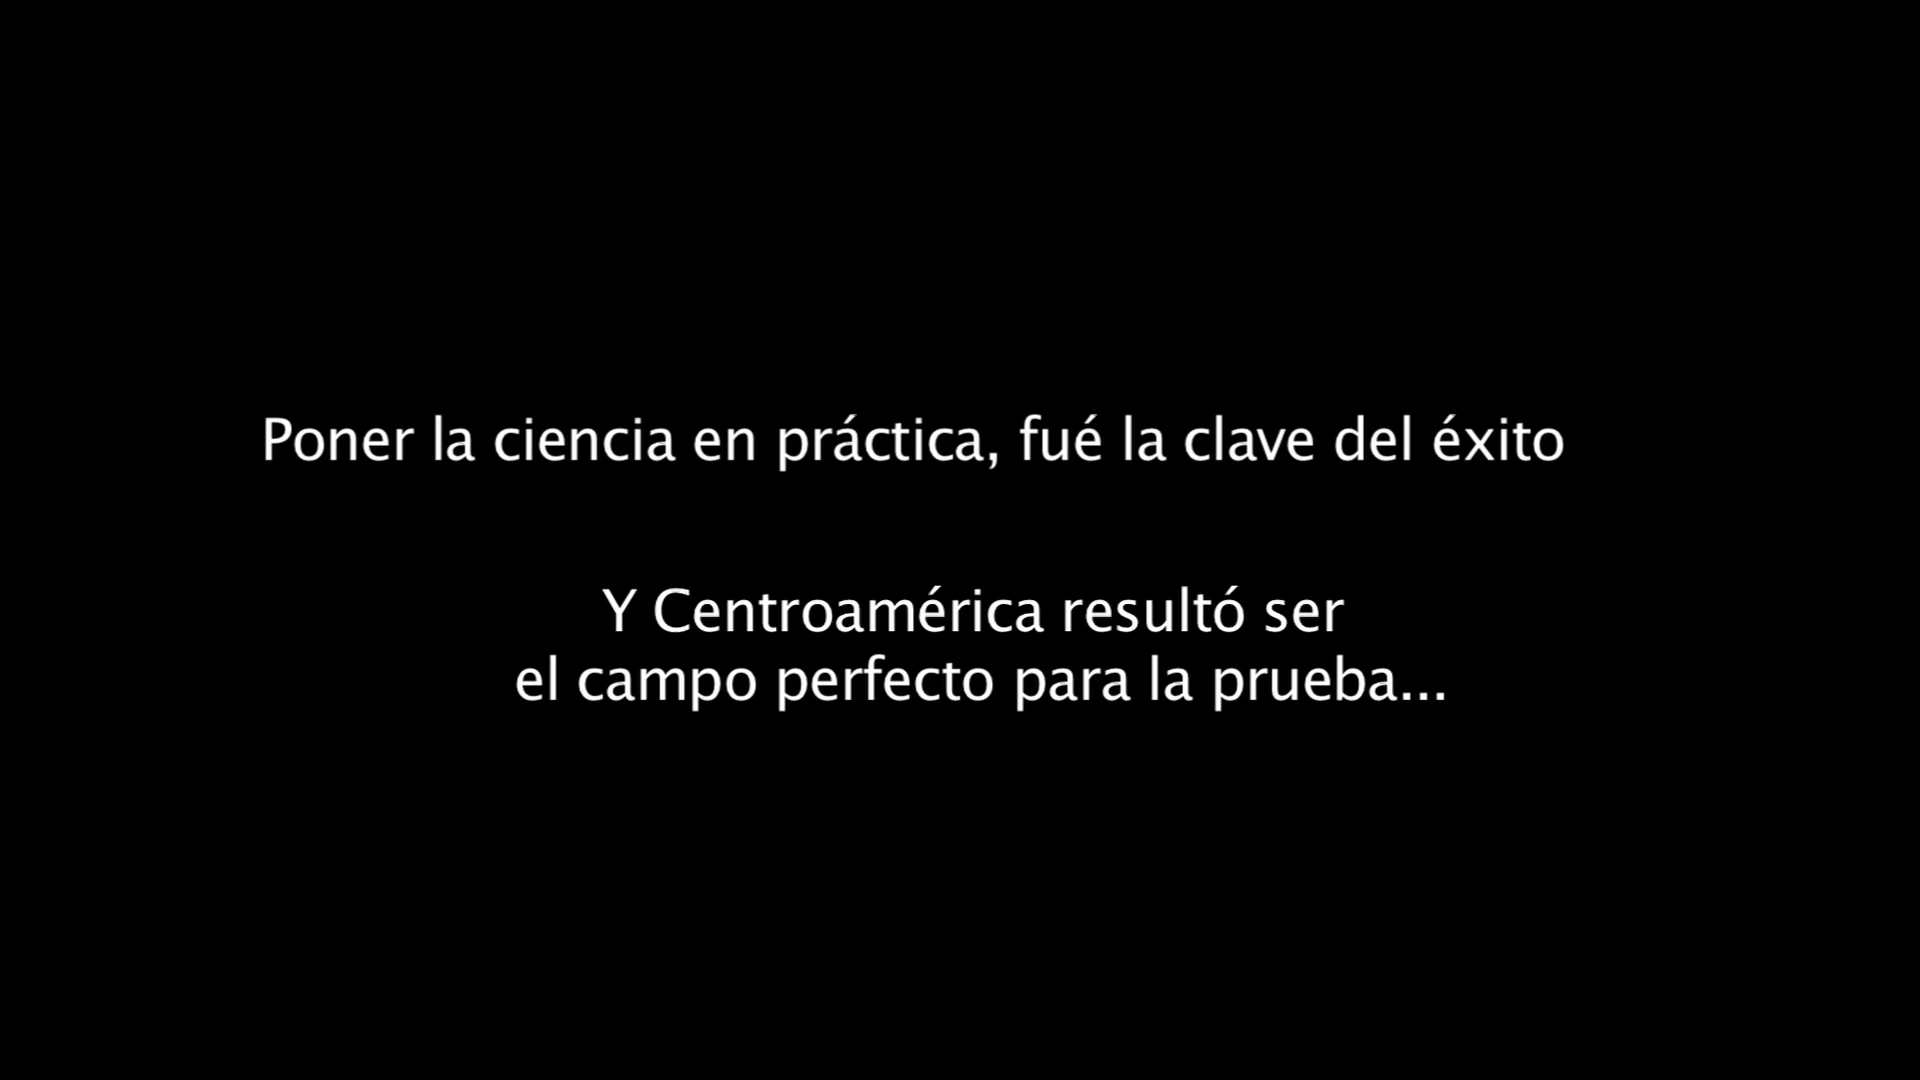 Poner la ciencia en práctica, fué la clave del éxito
Y Centroamérica resultó ser
el campo perfecto para la prueba...